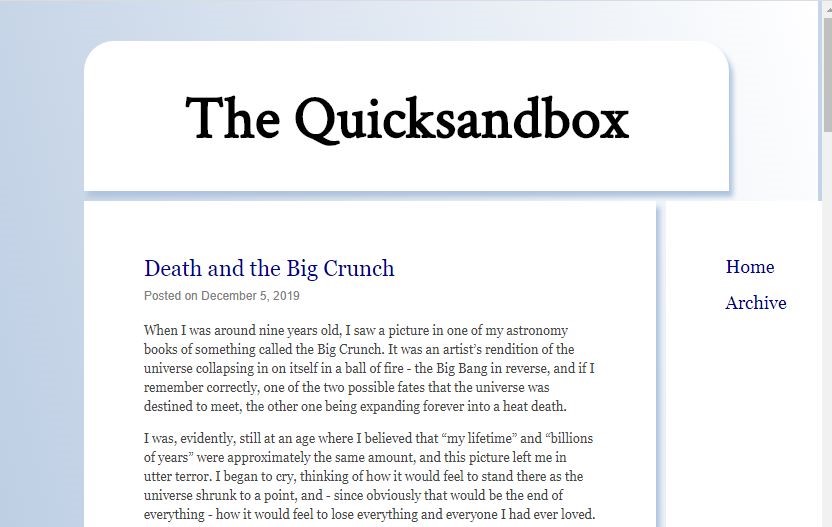 The Quicksandbox
Death and the Big Crunch
Posted on December 5, 2019
When I was around nine years old, I saw a picture in one of my astronomy
books of something called the Big Crunch. It was an artist’s rendition of the
universe collapsing in on itself in a ball of fire - the Big Bang in reverse, and if I
remember correctly, one of the two possible fates that the universe was
destined to meet, the other one being expanding forever into a heat death.
I was, evidently, still at an age where I believed that “my lifetime” and “billions
of years” were approximately the same amount, and this picture left me in
utter terror. I began to cry, thinking of how it would feel to stand there as the
universe shrunk to a point, and - since obviously that would be the end of
everything - how it would feel to lose everything and everyone I had ever loved.
Home
Archive